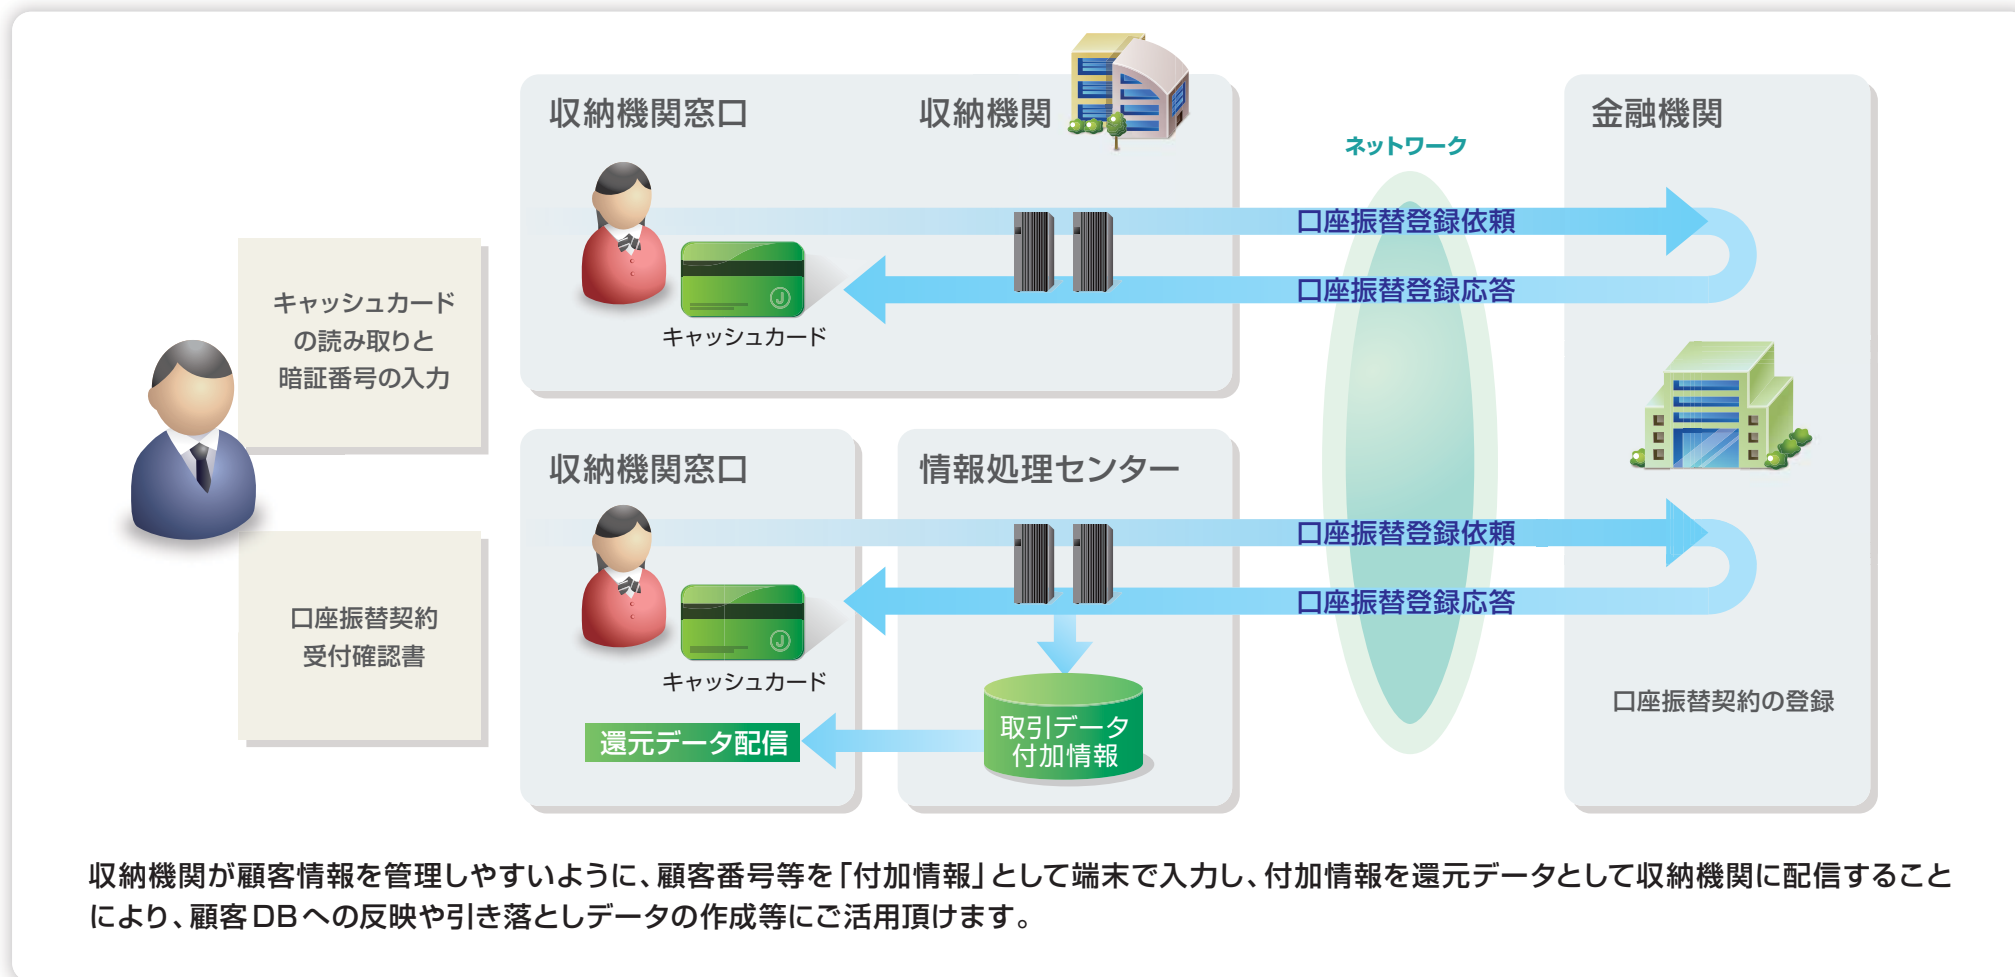 収納機関窓口
収納機関
金融機関
ネットワーク
口座振替登録依頼
口座振替登録応答
J
キャッシュカード
キャッシュカード
の読み取りと
暗証番号の入力
収納機関窓口
情報処理センター
口座振替登録依頼
口座振替登録応答
J
キャッシュカード
口座振替契約
受付確認書
取引データ
付加情報
還元データ配信
口座振替契約の登録
収納機関が顧客情報を管理しやすいように、顧客番号等を「付加情報」として端末で入力し、付加情報を還元データとして収納機関に配信すること
により、顧客DBへの反映や引き落としデータの作成等にご活用頂けます。